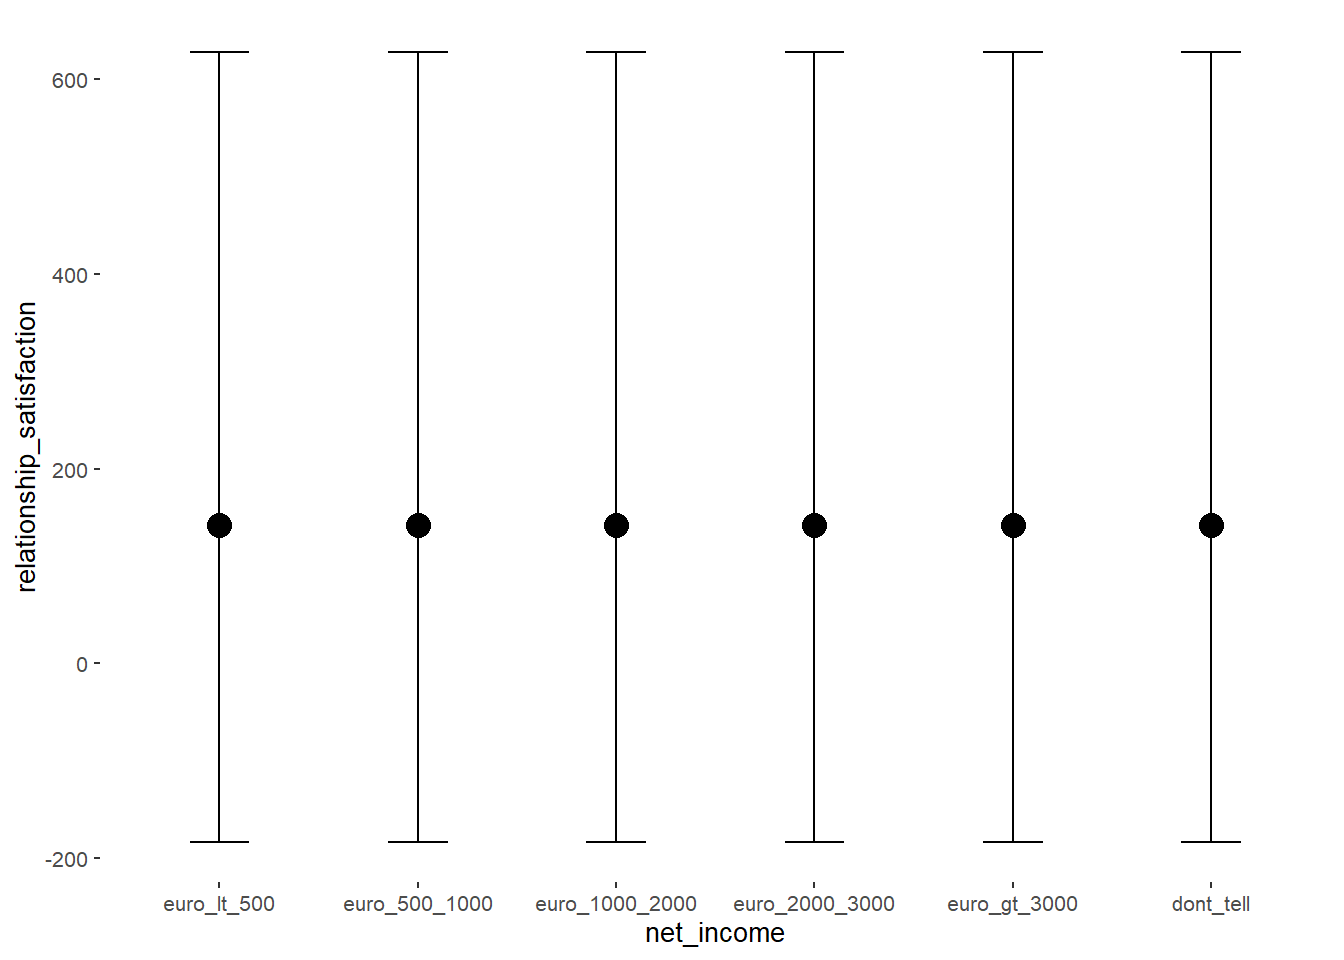 600
400
200
0
-200
relationship_satisfaction
euro_lt_500 euro_500_1000 euro_1000_2000 euro_2000_3000 euro_gt_3000 dont_tell
net_income